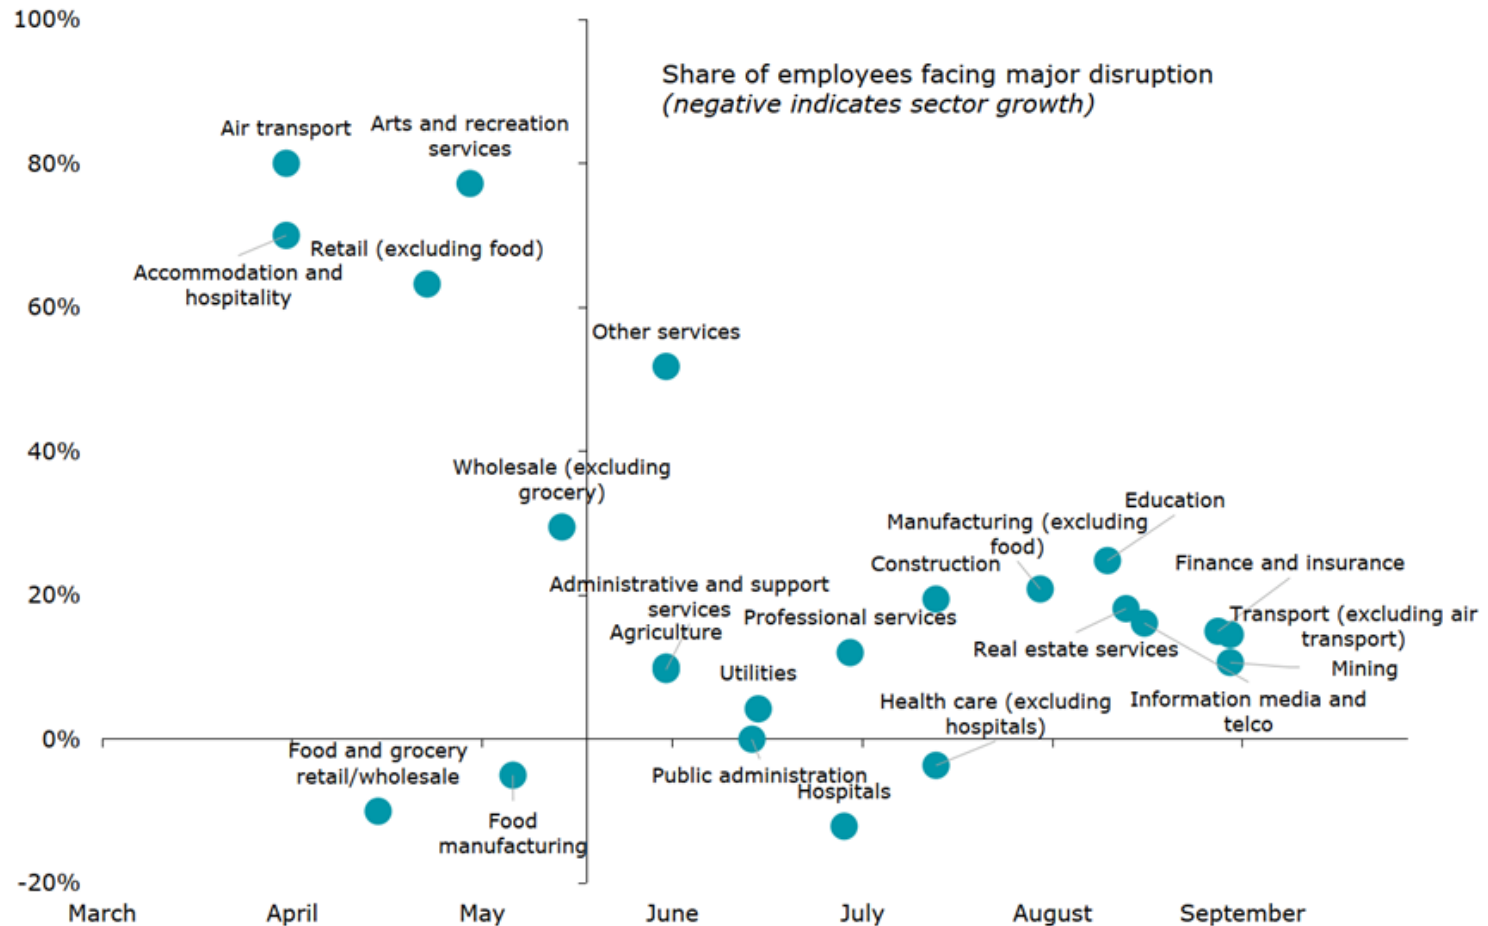 100%
Share of employees facing major disruption
(negative indicates sector growth)
Air transport
Arts and recreation
services
80%
Retail (excluding food)
Accommodation and
hospitality
60%
Other services
40%
Wholesale (excluding
grocery)
Education
Manufacturing (excluding
food)
Construction
Finance and insurance
Administrative and support
services
20%
Transport (excluding air
transport)
Professional services
Agriculture
Real estate services
Mining
Utilities
Information media and
telco
Health care (excluding
hospitals)
0%
Food and grocery
retail/wholesale
Public administration
Hospitals
Food
manufacturing
-20%
March
April
May
June
July
August
September